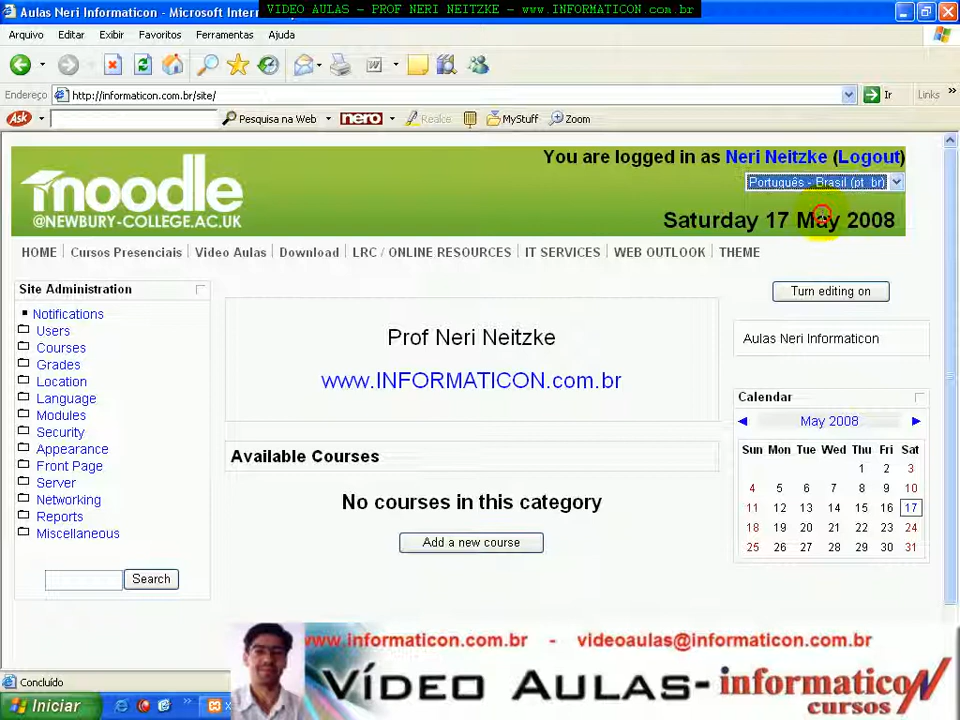 VIDEO AULAS – PROF NERI NEITZKE – www.INFORMATICON.com.br
Aulas Neri Informaticon - Microsoft Inter
Arquivo Editar Exibir Favoritos Ferramentas Ajuda
Endereço http://informaticon.com.br/site/ Ir Links
Ask Pesquisa na Web nero Realce MyStuff Zoom
You are logged in as Neri Neitzke (Logout)
Português - Brasil (pt_br)
moodle
@NEWBURY-COLLEGE.AC.UK
Saturday 17 May 2008
HOME | Cursos Presenciais | Video Aulas | Download | LRC / ONLINE RESOURCES | IT SERVICES | WEB OUTLOOK | THEME
Site Administration
Notifications
Users
Courses
Grades
Location
Language
Modules
Security
Appearance
Front Page
Server
Networking
Reports
Miscellaneous
Search
Prof Neri Neitzke
www.INFORMATICON.com.br
Available Courses
No courses in this category
Add a new course
Turn editing on
Aulas Neri Informaticon
Calendar
May 2008
Sun Mon Tue Wed Thu Fri Sat
1 2 3
4 5 6 7 8 9 10
11 12 13 14 15 16 17
18 19 20 21 22 23 24
25 26 27 28 29 30 31
www.informaticon.com.br - videoaulas@informaticon.com.br
VÍDEO AULAS- informaticon
cursos
Concluído
Iniciar